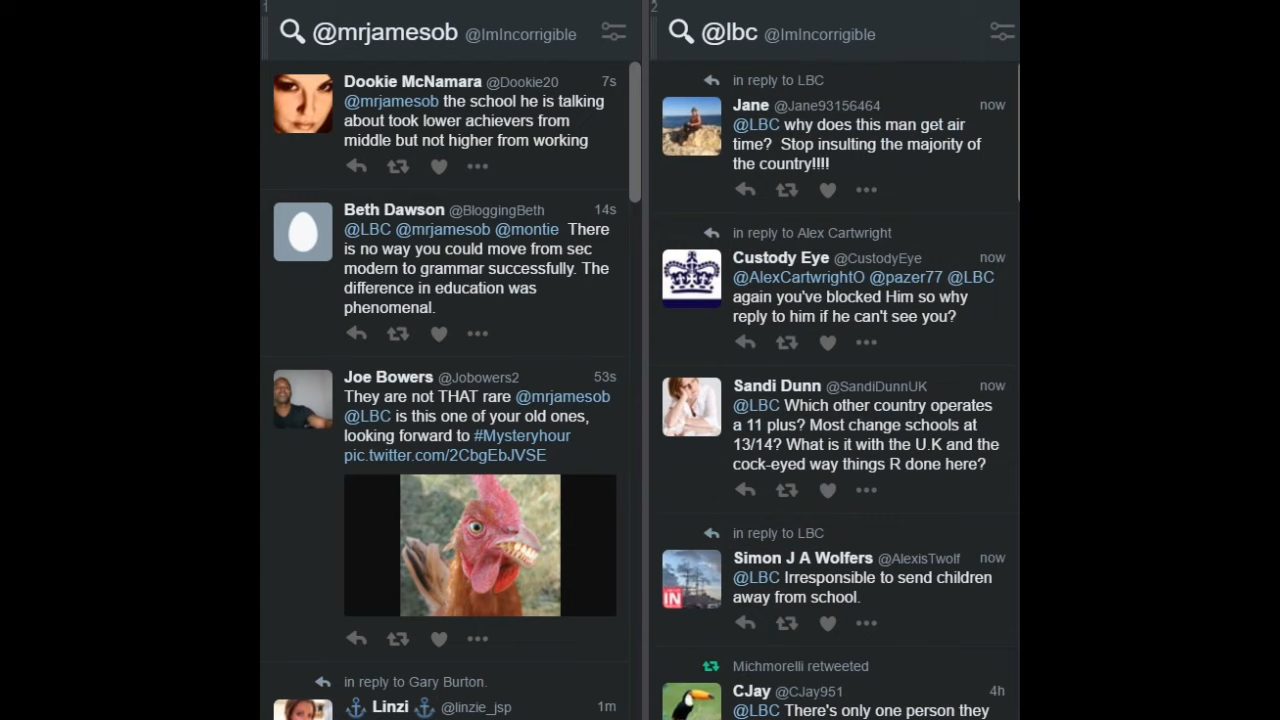 1
@mrjamesob @ImIncorrigible
Dookie McNamara @Dookie20 7s
@mrjamesob the school he is talking
about took lower achievers from
middle but not higher from working
Beth Dawson @BloggingBeth 14s
@LBC @mrjamesob @montie There
is no way you could move from sec
modern to grammar successfully. The
difference in education was
phenomenal.
Joe Bowers @Jobowers2 53s
They are not THAT rare @mrjamesob
@LBC is this one of your old ones,
looking forward to #Mysteryhour
pic.twitter.com/2CbgEbJVSE
in reply to Gary Burton.
Linzi @linzie_jsp 1m
2
@lbc @ImIncorrigible
in reply to LBC
Jane @Jane93156464 now
@LBC why does this man get air
time? Stop insulting the majority of
the country!!!!
in reply to Alex Cartwright
Custody Eye @CustodyEye now
@AlexCartwrightO @pazer77 @LBC
again you've blocked Him so why
reply to him if he can't see you?
Sandi Dunn @SandiDunnUK now
@LBC Which other country operates
a 11 plus? Most change schools at
13/14? What is it with the U.K and the
cock-eyed way things R done here?
in reply to LBC
Simon J A Wolfers @AlexisTwolf now
@LBC Irresponsible to send children
away from school.
IN
Michmorelli retweeted
CJay @CJay951 4h
@LBC There's only one person they